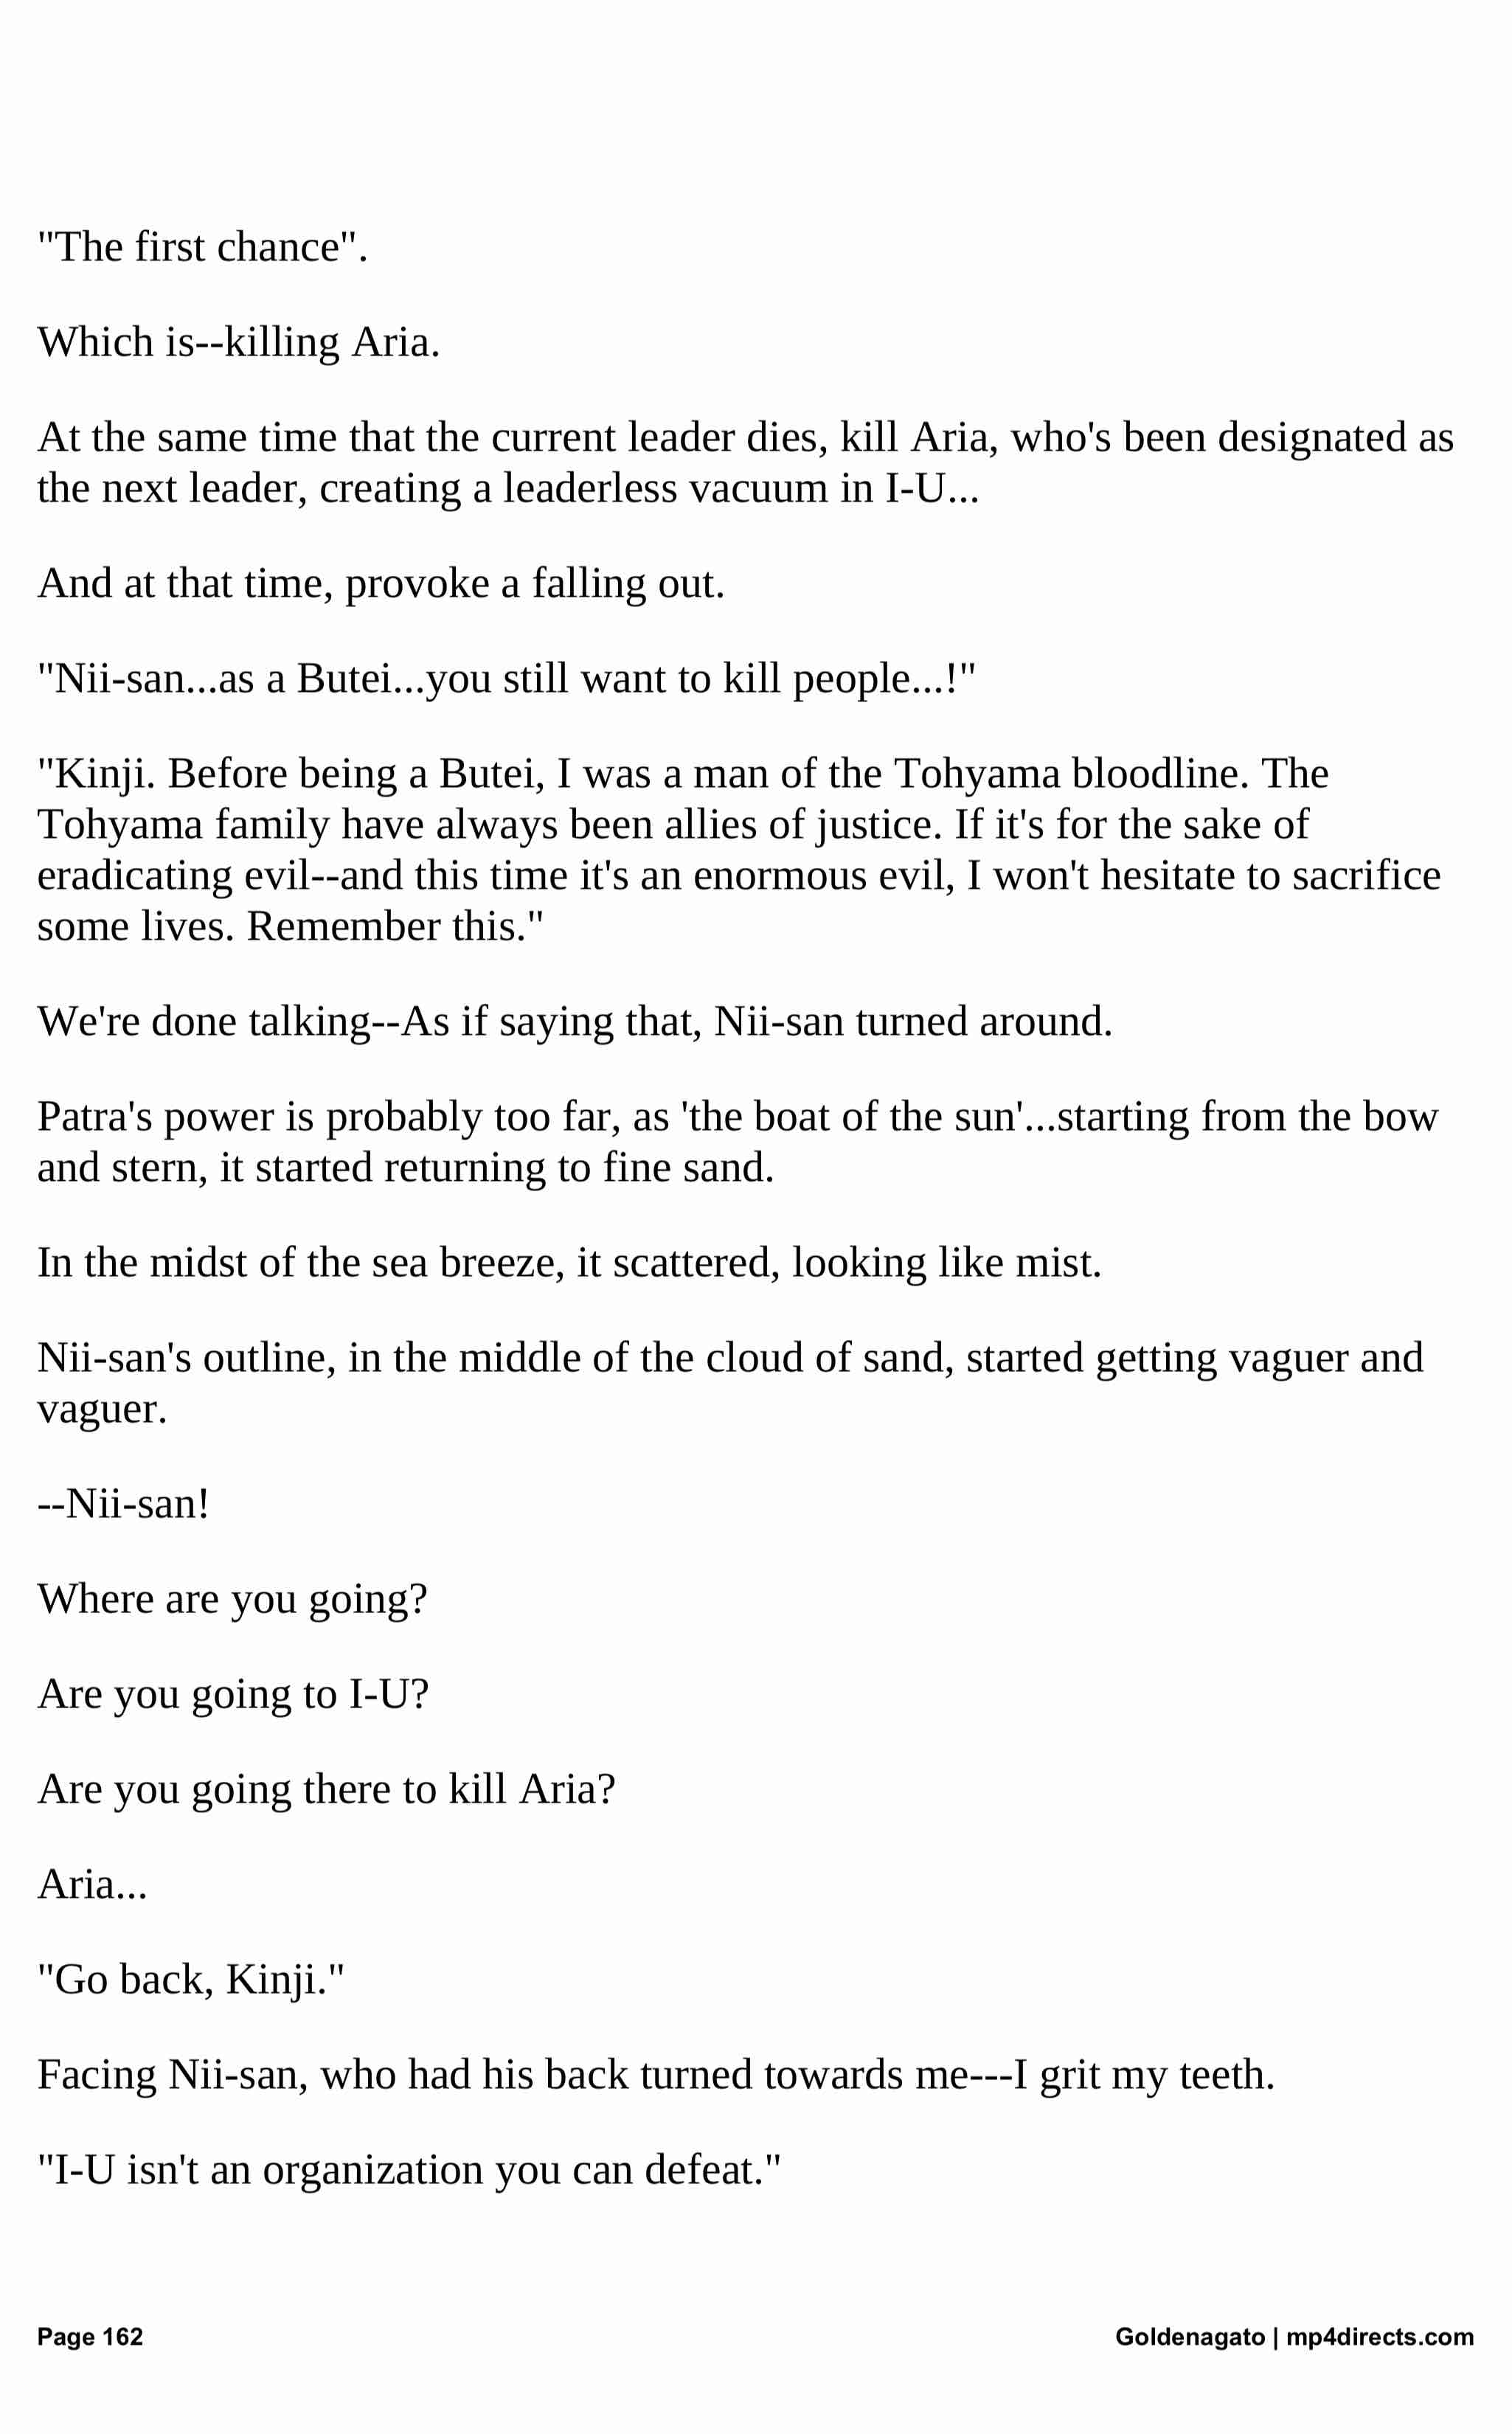 "The first chance".
Which is--killing Aria.
At the same time that the current leader dies, kill Aria, who's been designated as
the next leader, creating a leaderless vacuum in I-U...
And at that time, provoke a falling out.
"Nii-san...as a Butei...you still want to kill people...!"
"Kinji. Before being a Butei, I was a man of the Tohyama bloodline. The
Tohyama family have always been allies of justice. If it's for the sake of
eradicating evil--and this time it's an enormous evil, I won't hesitate to sacrifice
some lives. Remember this."
We're done talking--As if saying that, Nii-san turned around.
Patra's power is probably too far, as 'the boat of the sun'...starting from the bow
and stern, it started returning to fine sand.
In the midst of the sea breeze, it scattered, looking like mist.
Nii-san's outline, in the middle of the cloud of sand, started getting vaguer and
vaguer.
--Nii-san!
Where are you going?
Are you going to I-U?
Are you going there to kill Aria?
Aria...
"Go back, Kinji."
Facing Nii-san, who had his back turned towards me---I grit my teeth.
"I-U isn't an organization you can defeat."
Page 162
Goldenagato | mp4directs.com